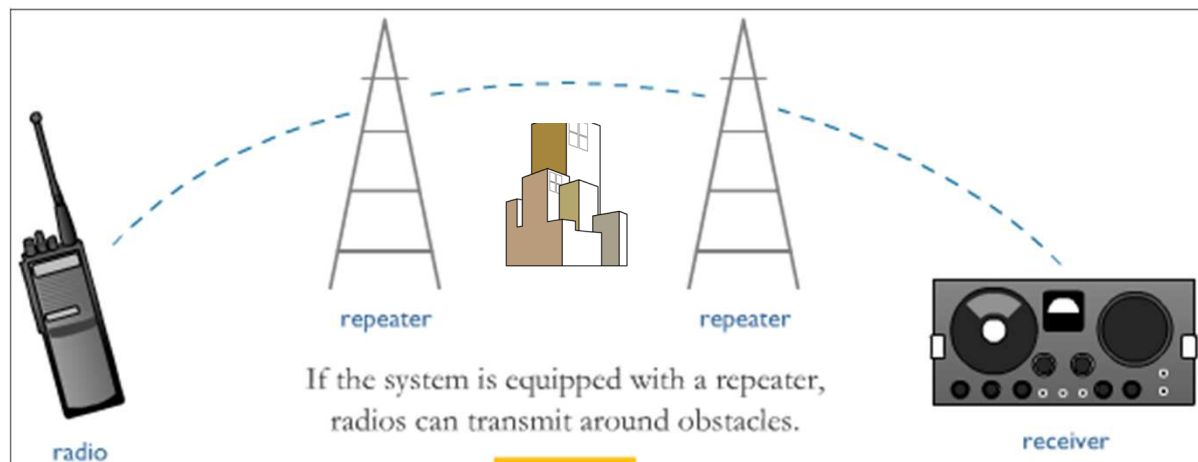 repeater
repeater
If the system is equipped with a repeater,
radios can transmit around obstacles.
radio
receiver